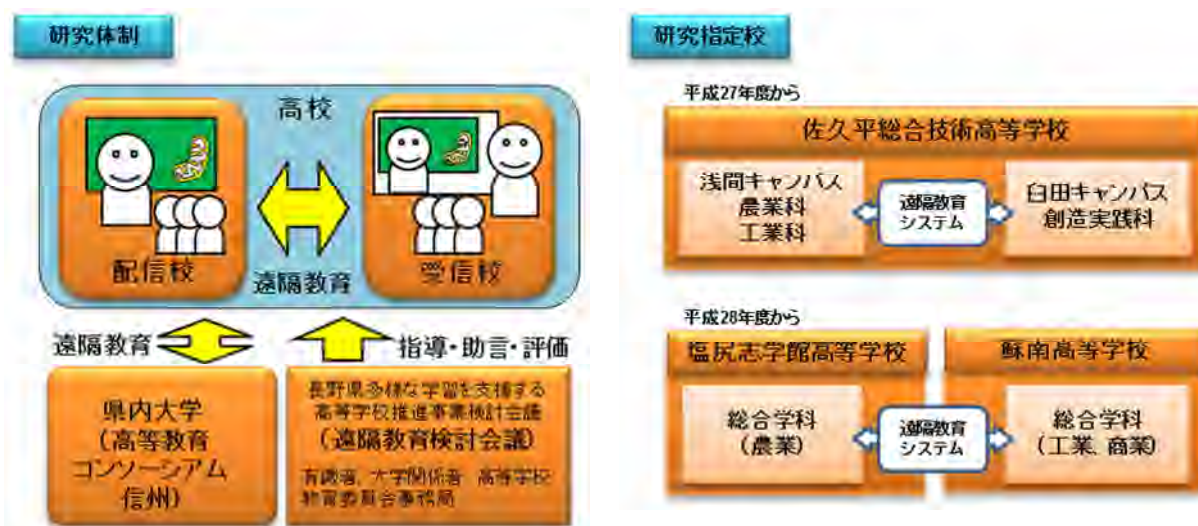 研究体制
高校
配信校
遠隔教育
受信校
遠隔教育
指導・助言・評価
県内大学
(高等教育
コンソーシアム
信州)
長野県多様な学習を支援する
高等学校推進事業検討会議
(遠隔教育検討会議)
有識者、大学関係者 高等学校
教育委員会事務局
研究指定校
平成27年度から
佐久平総合技術高等学校
浅間キャンパス
農業科
工業科
遠隔教育
システム
臼田キャンパス
創造実践科
平成28年度から
塩尻志学館高等学校
蘇南高等学校
総合学科
(農業)
遠隔教育
システム
総合学科
(工業、商業)